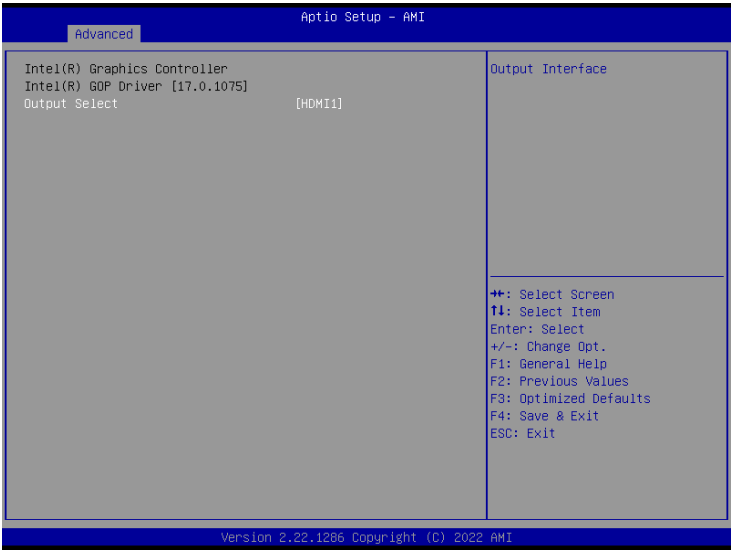 Aptio Setup - AMI
Advanced
Intel(R) Graphics Controller
Intel(R) GOP Driver [17.0.1075]
Output Select [HDMI1]
Output Interface
→←: Select Screen
↑↓: Select Item
Enter: Select
+/-: Change Opt.
F1: General Help
F2: Previous Values
F3: Optimized Defaults
F4: Save & Exit
ESC: Exit
Version 2.22.1286 Copyright (C) 2022 AMI